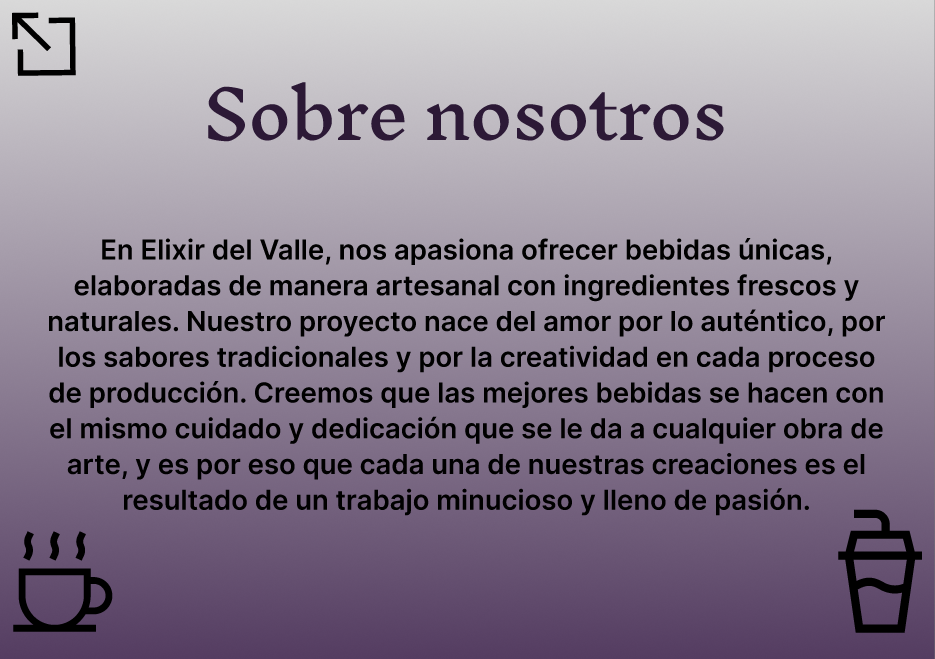 Sobre nosotros
En Elixir del Valle, nos apasiona ofrecer bebidas únicas,
elaboradas de manera artesanal con ingredientes frescos y
naturales. Nuestro proyecto nace del amor por lo auténtico, por
los sabores tradicionales y por la creatividad en cada proceso
de producción. Creemos que las mejores bebidas se hacen con
el mismo cuidado y dedicación que se le da a cualquier obra de
arte, y es por eso que cada una de nuestras creaciones es el
resultado de un trabajo minucioso y lleno de pasión.